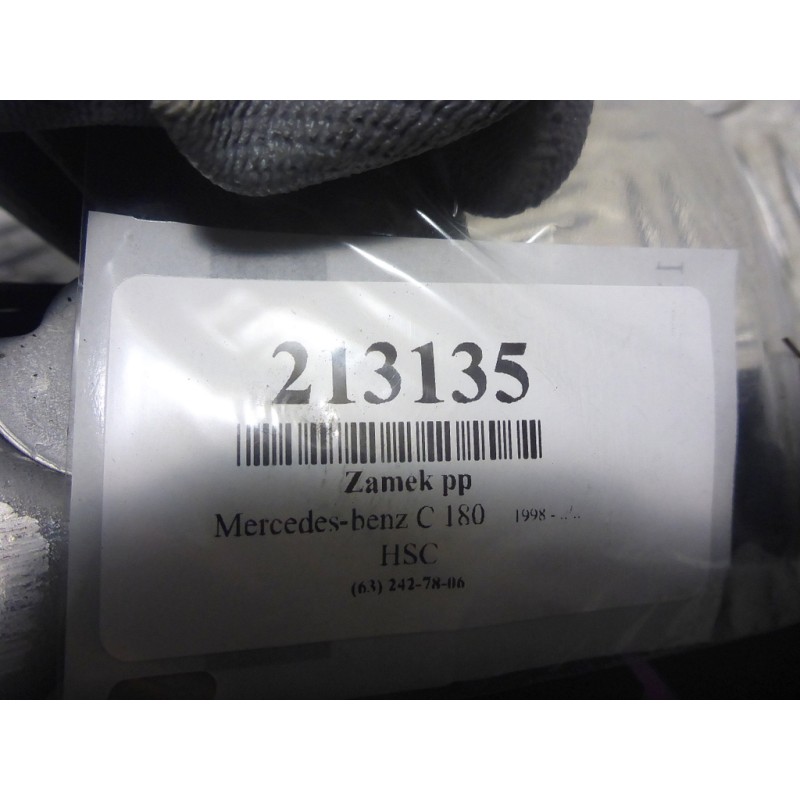 213135
Zamek pp
Mercedes-benz C 180 1998 -
HSC
(63) 242-78-06